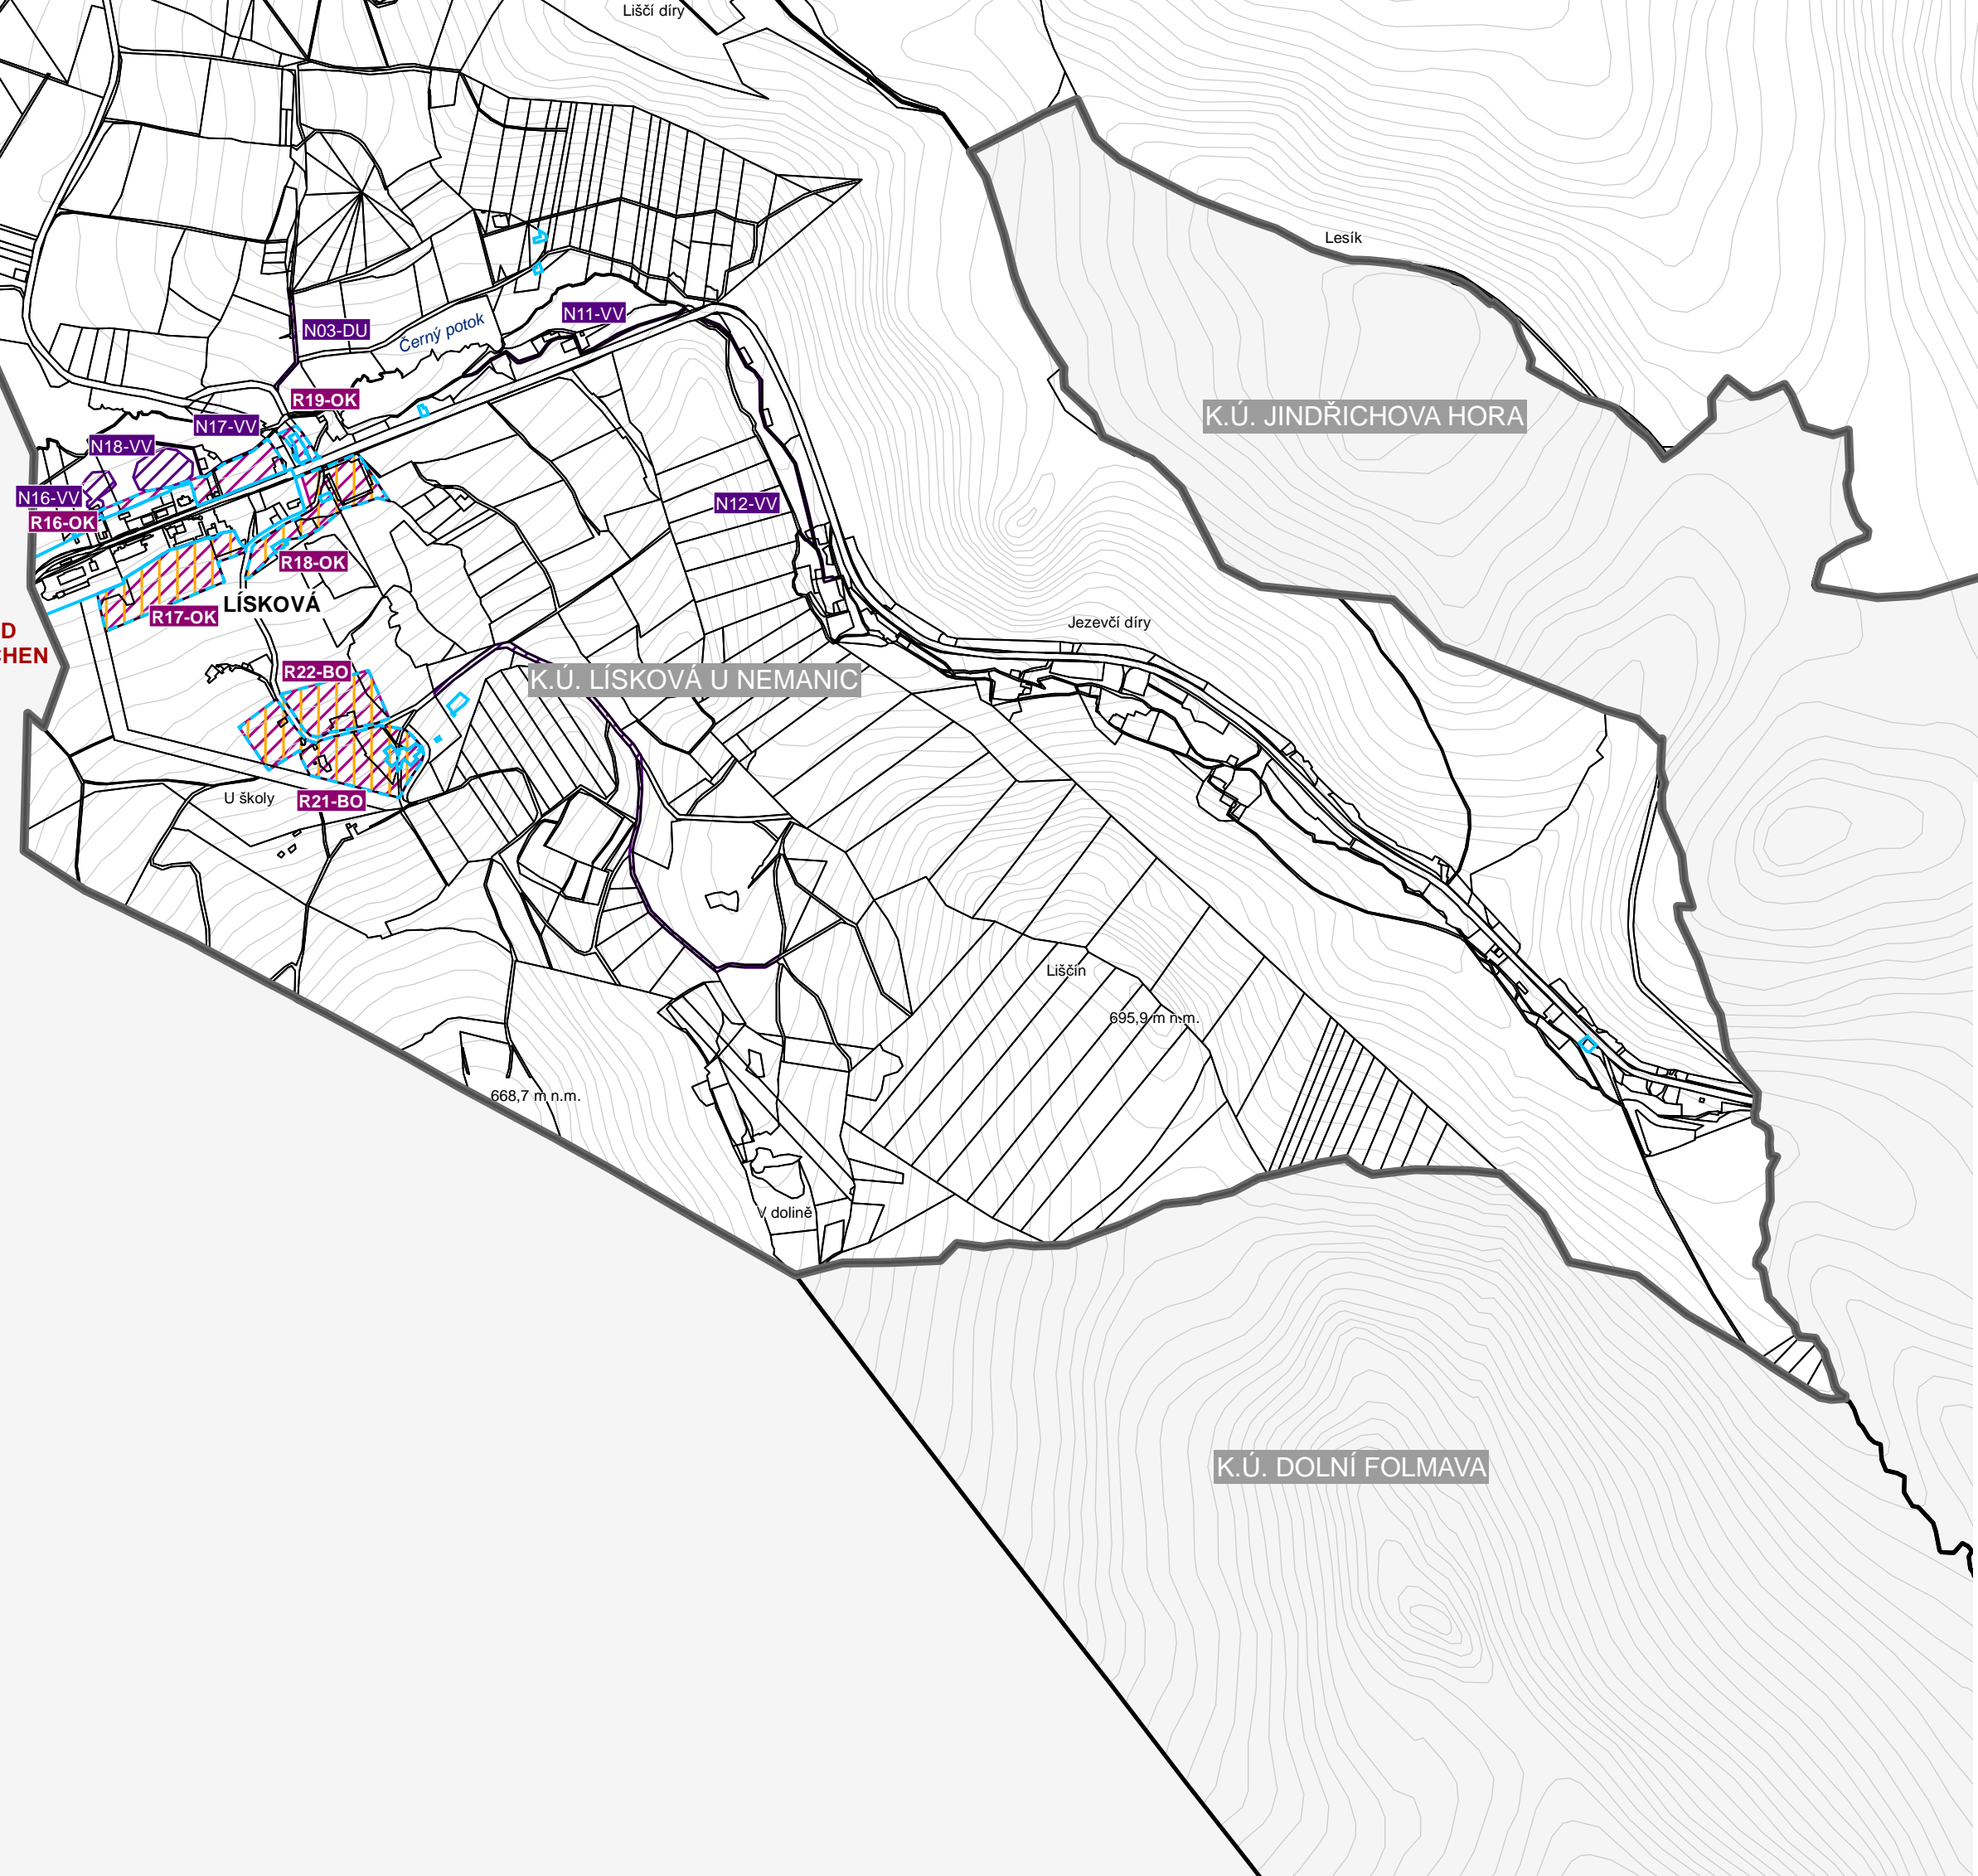 Liščí díry
Lesík
N11-VV
N03-DU
Černý potok
R19-OK
K.Ú. JINDŘICHOVA HORA
N17-VV
N18-VV
N16-VV
N12-VV
R16-OK
R18-OK
LÍSKOVÁ
R17-OK
Jezevčí díry
D
CHEN
R22-BO
K.Ú. LÍSKOVÁ U NEMANIC
U školy
R21-BO
Liščín
695,9 m n.m.
668,7 m n.m.
V dolině
K.Ú. DOLNÍ FOLMAVA